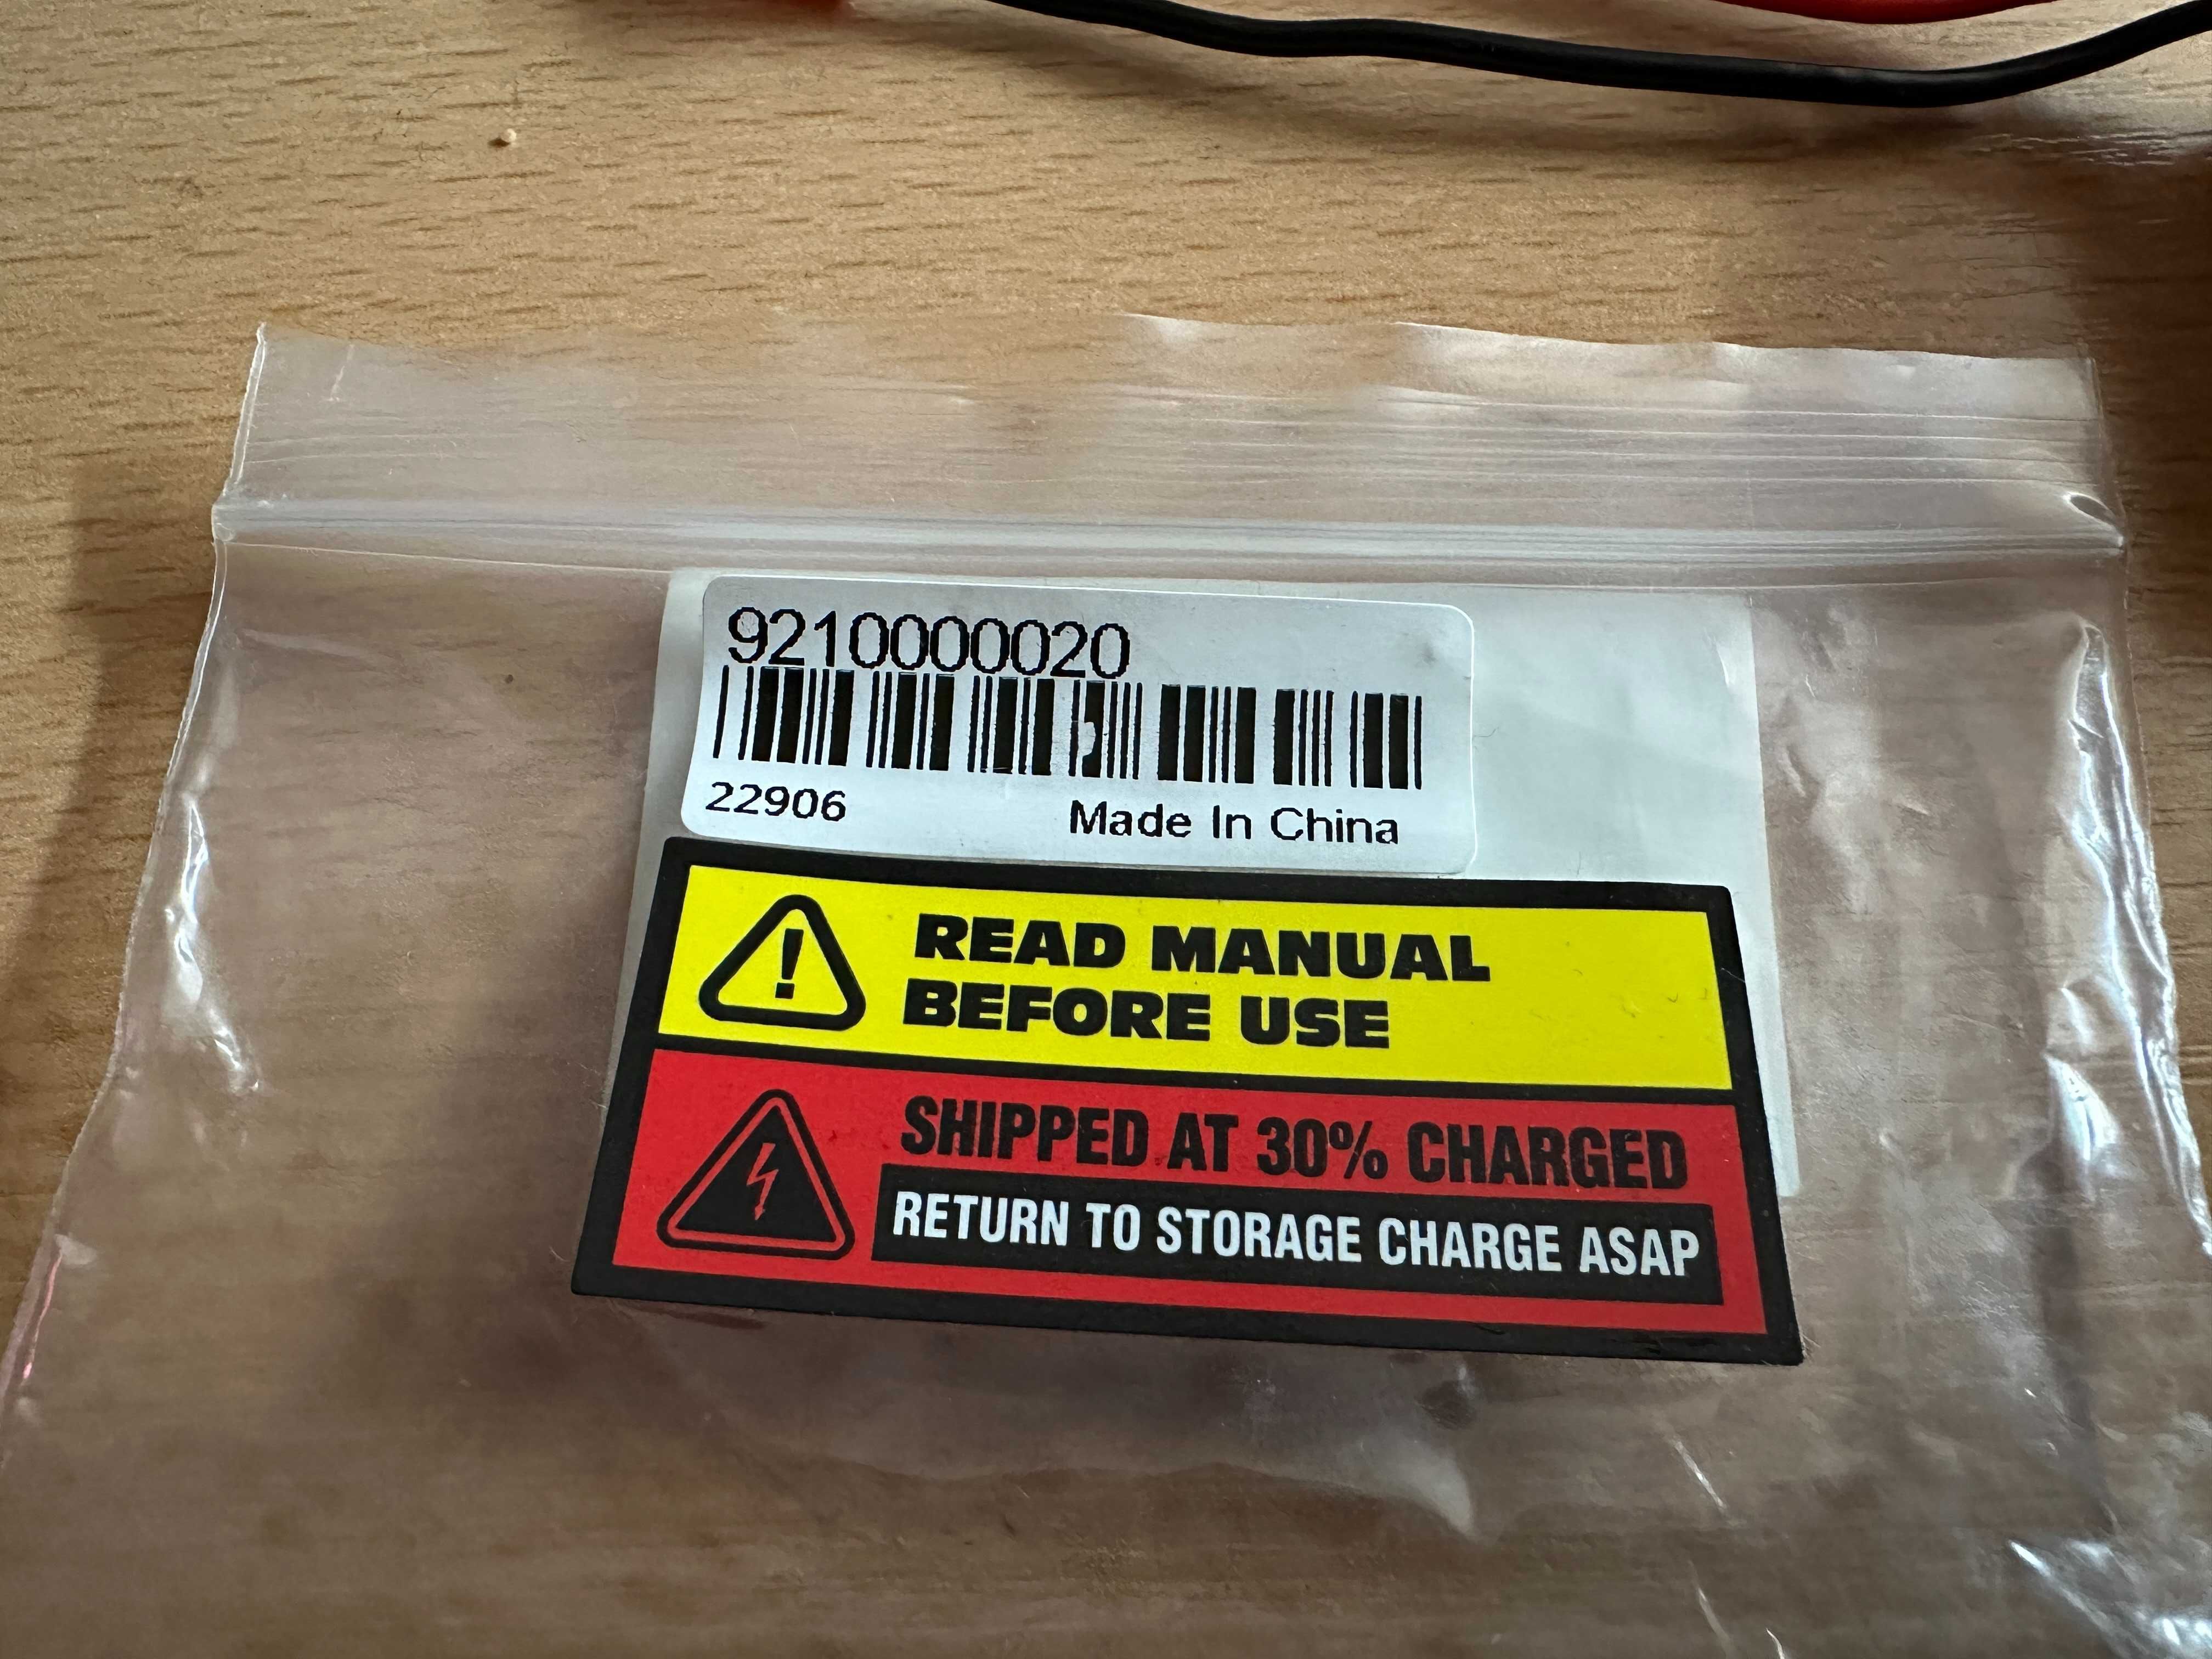 9210000020
22906 Made In China
READ MANUAL
BEFORE USE
SHIPPED AT 30% CHARGED
RETURN TO STORAGE CHARGE ASAP